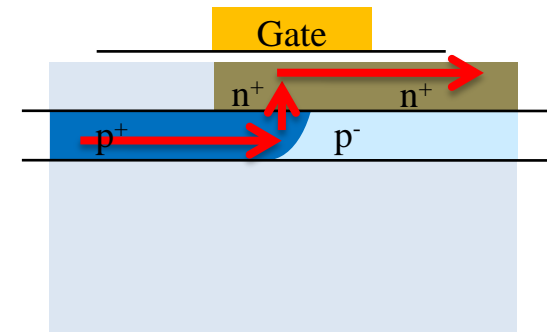 Gate
n⁺ n⁺
p⁺ p⁻